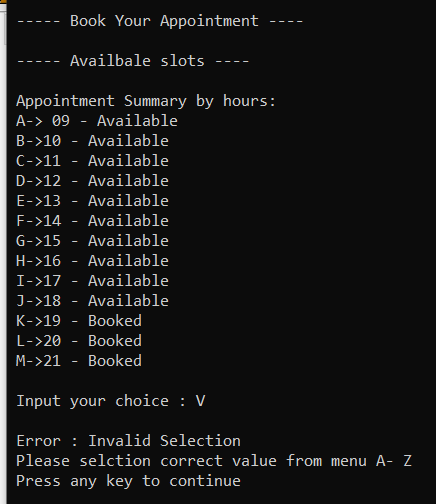 ----- Book Your Appointment ----
----- Availbale slots ----
Appointment Summary by hours:
A-> 09 - Available
B->10 - Available
C->11 - Available
D->12 - Available
E->13 - Available
F->14 - Available
G->15 - Available
H->16 - Available
I->17 - Available
J->18 - Available
K->19 - Booked
L->20 - Booked
M->21 - Booked
Input your choice : V
Error : Invalid Selection
Please selction correct value from menu A- Z
Press any key to continue